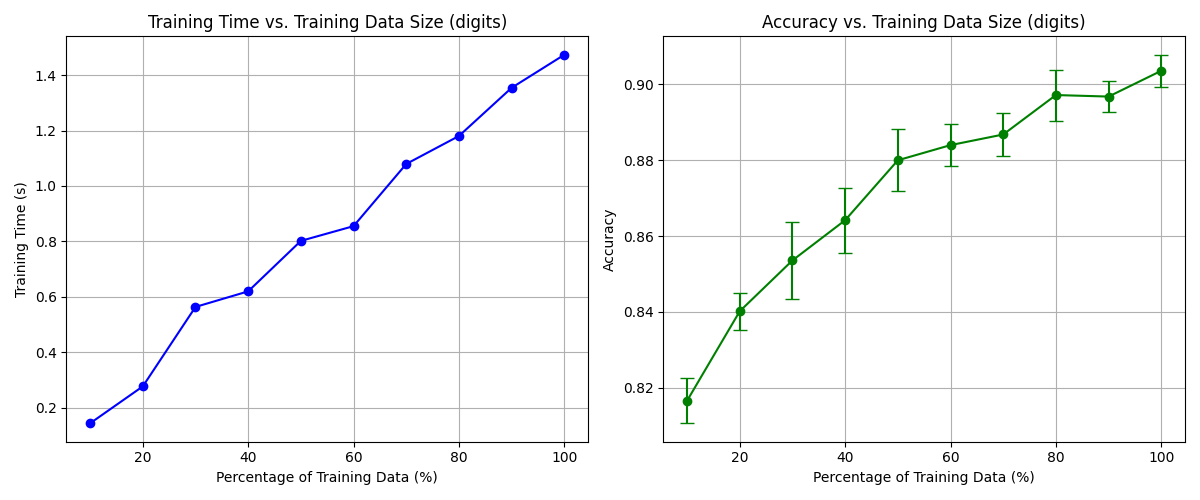 Training Time vs. Training Data Size (digits)
Training Time (s)
1.4
1.2
1.0
0.8
0.6
0.4
0.2
20 40 60 80 100
Percentage of Training Data (%)
Accuracy vs. Training Data Size (digits)
Accuracy
0.90
0.88
0.86
0.84
0.82
20 40 60 80 100
Percentage of Training Data (%)